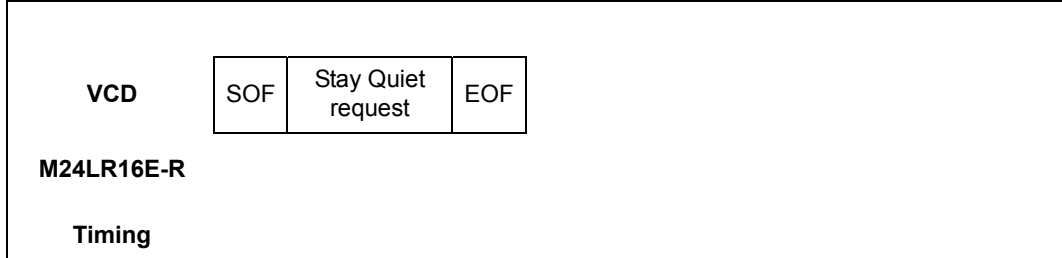 VCD SOF Stay Quiet request EOF
M24LR16E-R
Timing